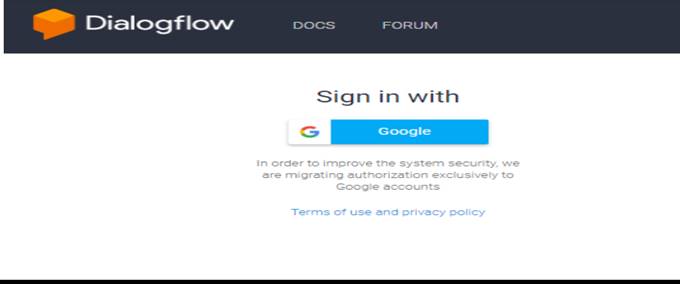 Dialogflow DOCS FORUM
Sign in with
Google
In order to improve the system security, we
are migrating authorization exclusively to
Google accounts
Terms of use and privacy policy